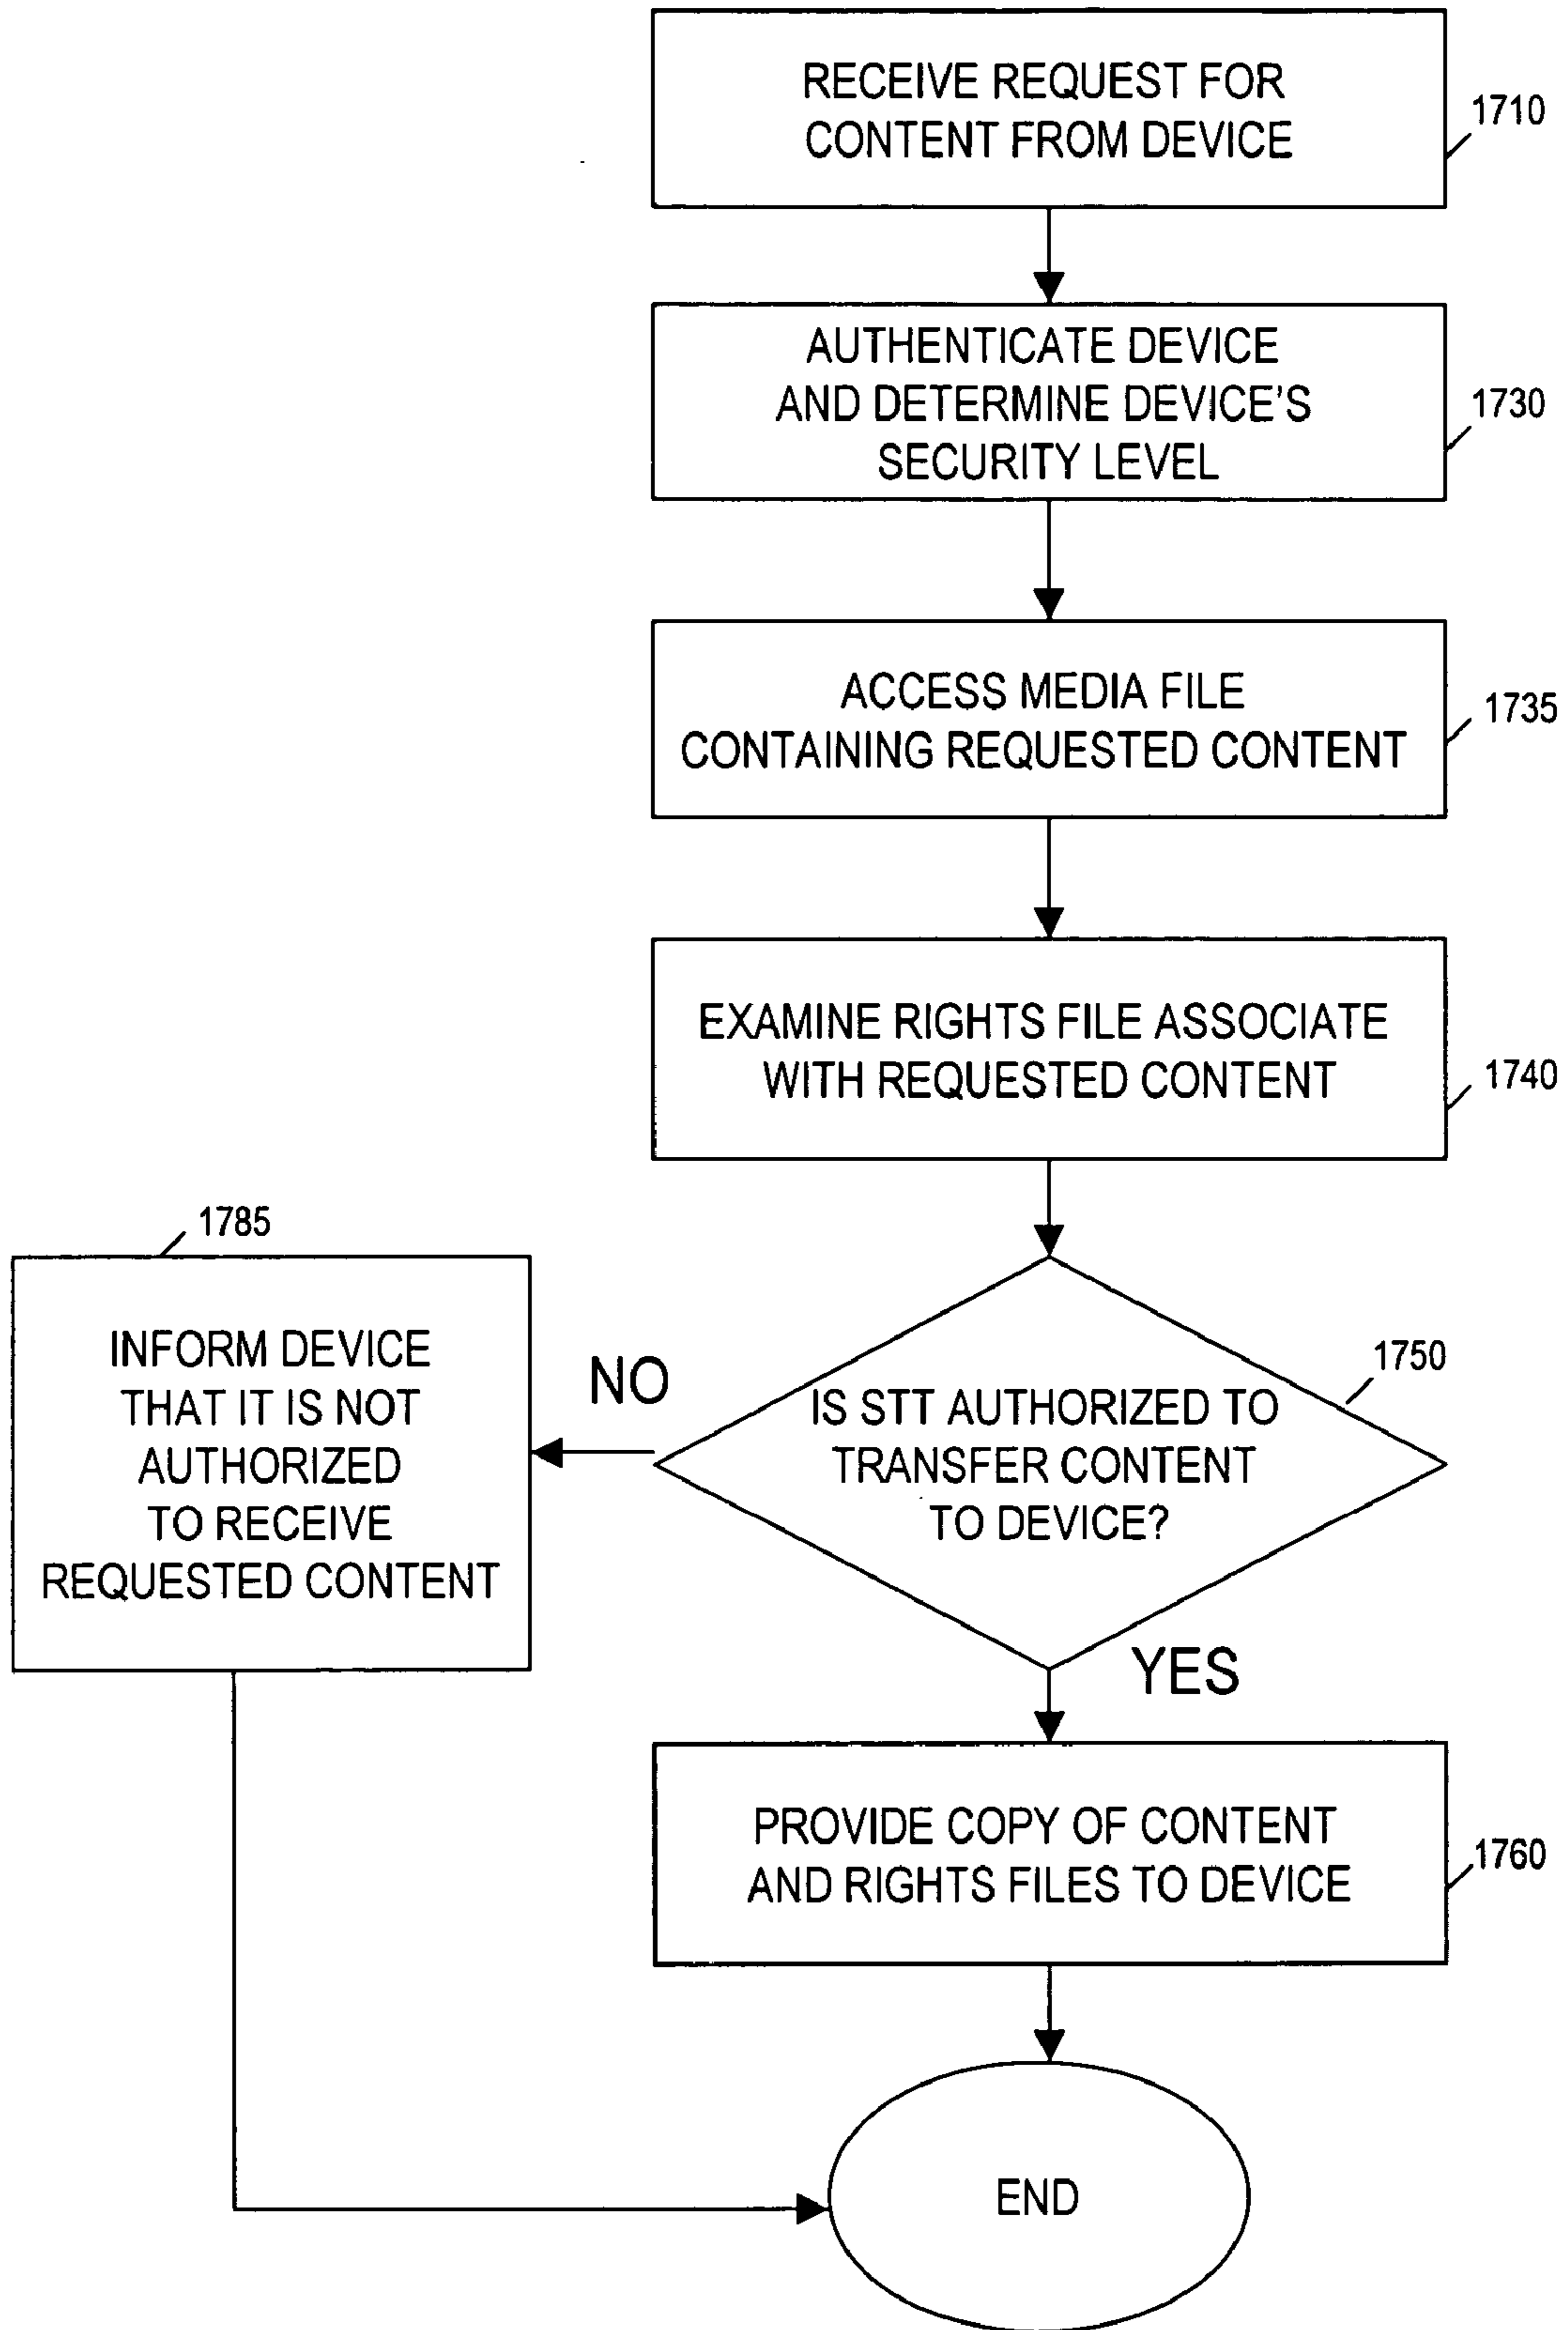 RECEIVE REQUEST FOR
CONTENT FROM DEVICE
1710
AUTHENTICATE DEVICE
AND DETERMINE DEVICE'S
SECURITY LEVEL
1730
ACCESS MEDIA FILE
CONTAINING REQUESTED CONTENT
1735
EXAMINE RIGHTS FILE ASSOCIATE
WITH REQUESTED CONTENT
1740
IS STT AUTHORIZED TO
TRANSFER CONTENT
TO DEVICE?
1750
NO
1785
INFORM DEVICE
THAT IT IS NOT
AUTHORIZED
TO RECEIVE
REQUESTED CONTENT
YES
PROVIDE COPY OF CONTENT
AND RIGHTS FILES TO DEVICE
1760
END